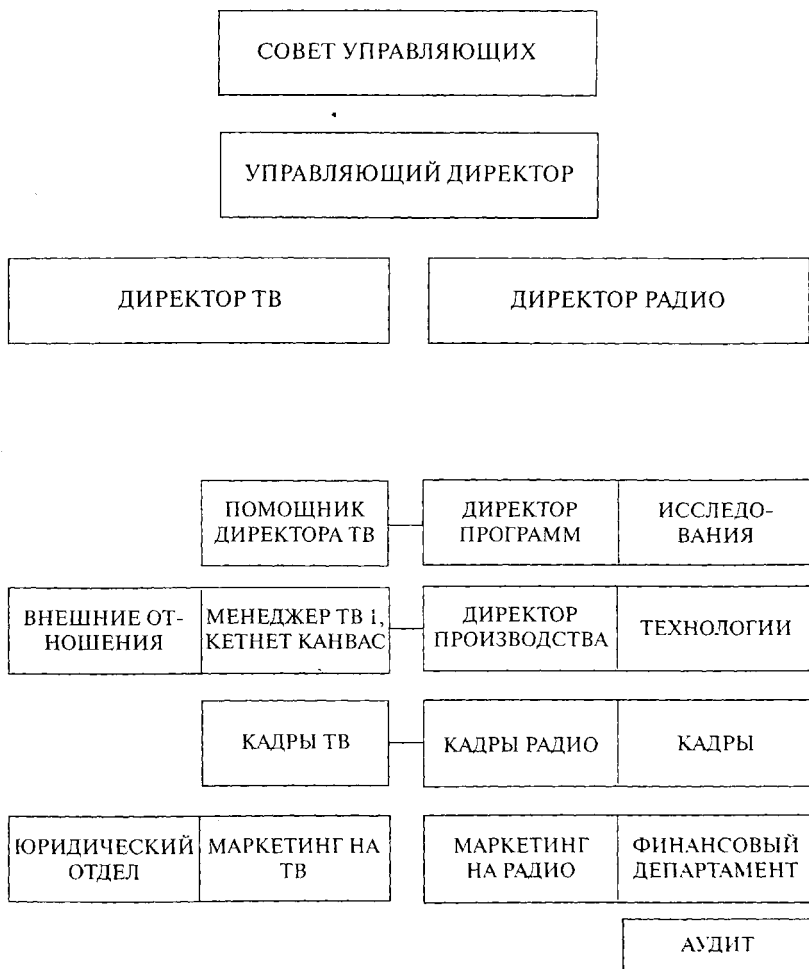 СОВЕТ УПРАВЛЯЮЩИХ
УПРАВЛЯЮЩИЙ ДИРЕКТОР
ДИРЕКТОР ТВ
ДИРЕКТОР РАДИО
ПОМОЩНИК
ДИРЕКТОРА ТВ
ДИРЕКТОР
ПРОГРАММ
ИССЛЕДО-
ВАНИЯ
ВНЕШНИЕ ОТ-
НОШЕНИЯ
МЕНЕДЖЕР ТВ 1,
КЕТНЕТ КАНВАС
ДИРЕКТОР
ПРОИЗВОДСТВА
ТЕХНОЛОГИИ
КАДРЫ ТВ
КАДРЫ РАДИО
КАДРЫ
ЮРИДИЧЕСКИЙ
ОТДЕЛ
МАРКЕТИНГ НА
ТВ
МАРКЕТИНГ
НА РАДИО
ФИНАНСОВЫЙ
ДЕПАРТАМЕНТ
АУДИТ